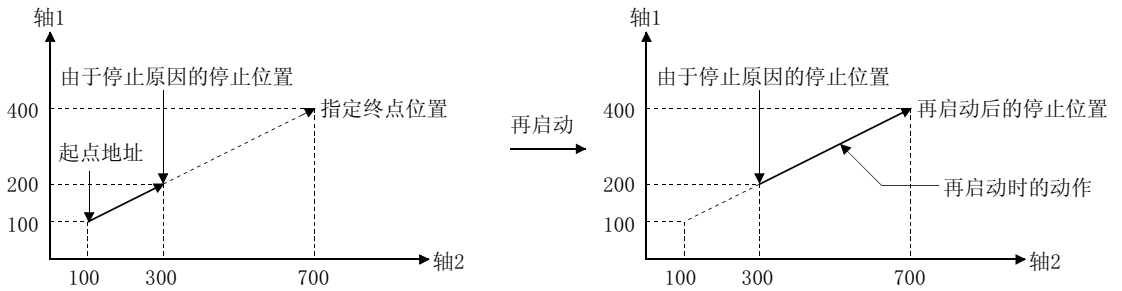 轴1
由于停止原因的停止位置
400
指定终点位置
起点地址
200
100
轴2
100
300
700
再启动
轴1
由于停止原因的停止位置
400
再启动后的停止位置
200
再启动时的动作
100
轴2
100
300
700